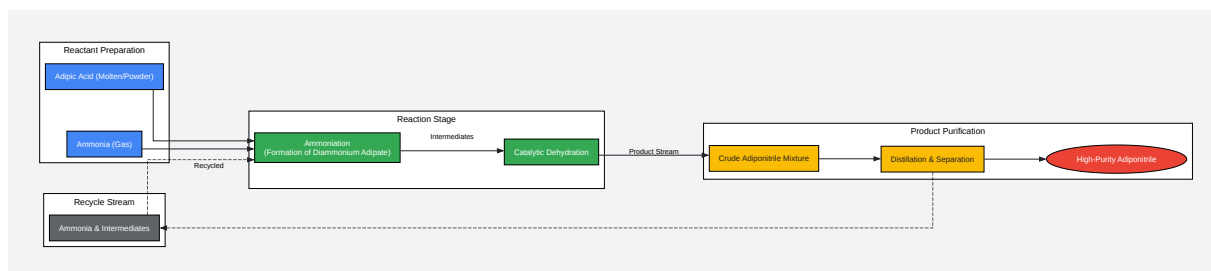 Reactant Preparation
Adipic Acid (Molten/Powder)
Ammonia (Gas)
Recycled
Recycle Stream
Ammonia & Intermediates
Reaction Stage
Ammoniation
(Formation of Diammonium Adipate)
Intermediates
Catalytic Dehydration
Product Stream
Product Purification
Crude Adiponitrile Mixture
Distillation & Separation
High-Purity Adiponitrile